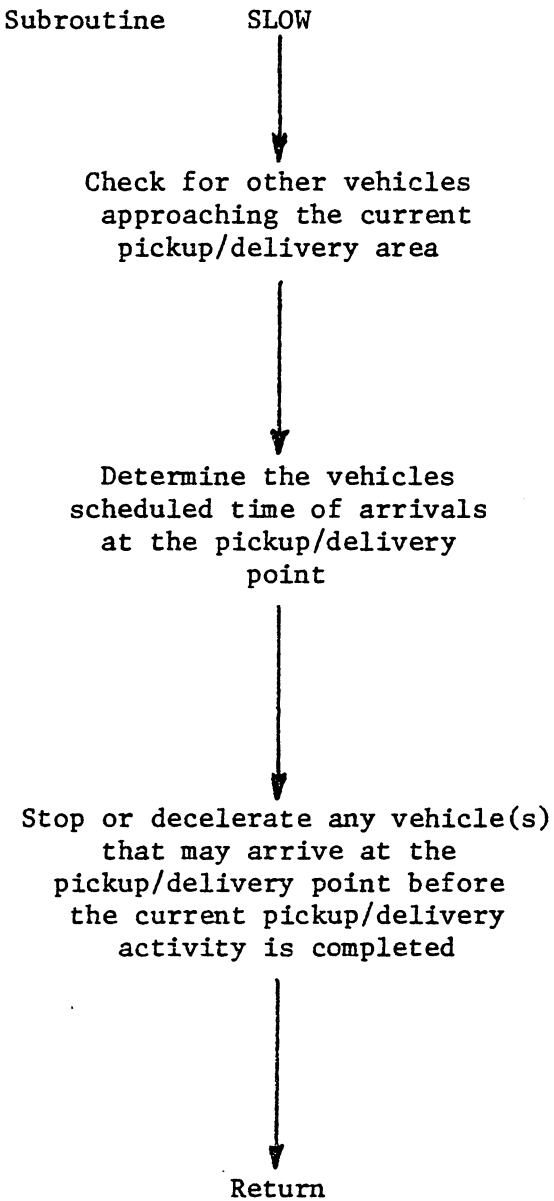 Subroutine SLOW
Check for other vehicles
approaching the current
pickup/delivery area
Determine the vehicles
scheduled time of arrivals
at the pickup/delivery
point
Stop or decelerate any vehicle(s)
that may arrive at the
pickup/delivery point before
the current pickup/delivery
activity is completed
Return